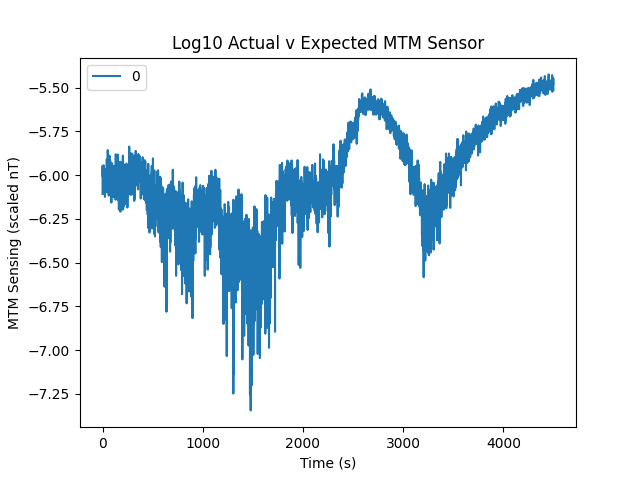 Log10 Actual v Expected MTM Sensor
0
−5.50
−5.75
−6.00
−6.25
−6.50
−6.75
−7.00
−7.25
MTM Sensing (scaled nT)
0 1000 2000 3000 4000
Time (s)